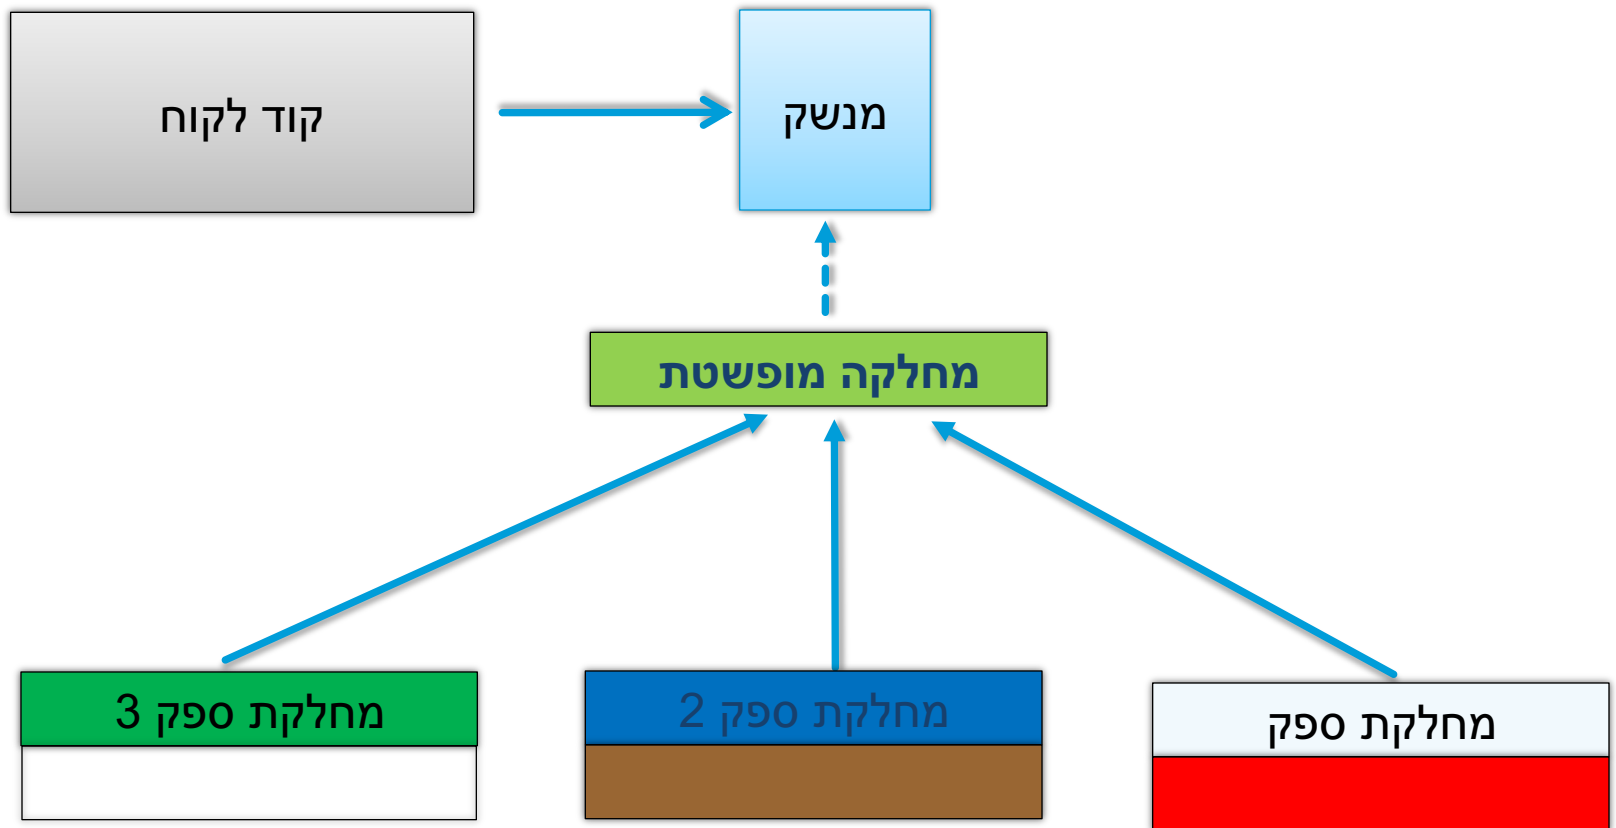 קוד לקוח
מנשק
מחלקה מופשטת
מחלקת ספק
מחלקת ספק 2
מחלקת ספק 3